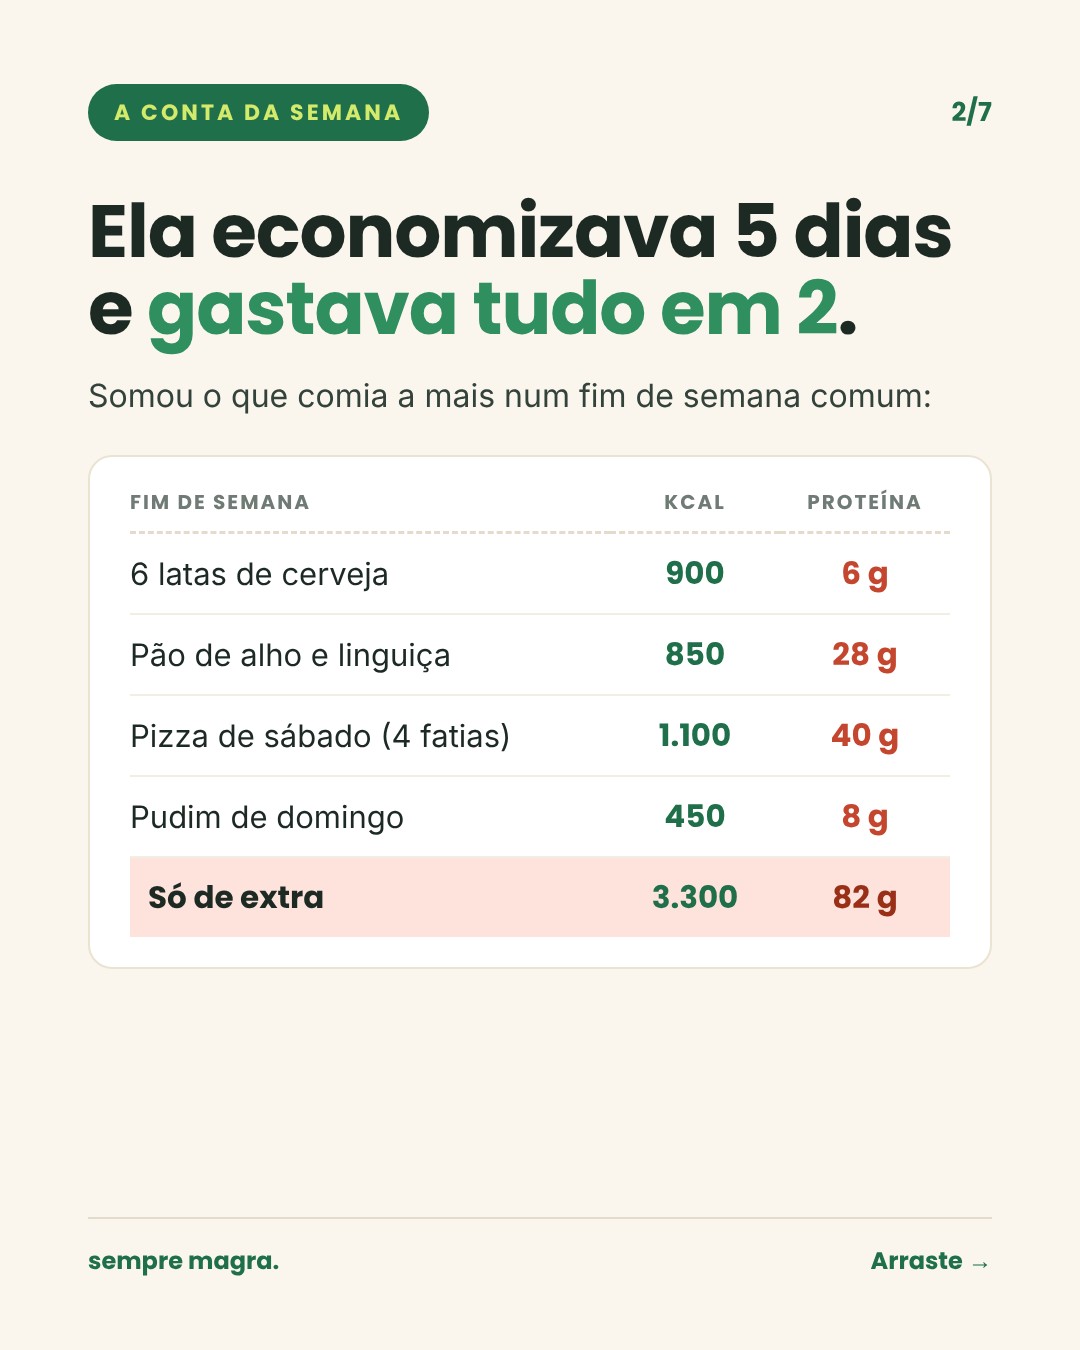 A CONTA DA SEMANA 2/7
Ela economizava 5 dias
e gastava tudo em 2.
Somou o que comia a mais num fim de semana comum:
FIM DE SEMANA KCAL PROTEÍNA
6 latas de cerveja 900 6 g
Pão de alho e linguiça 850 28 g
Pizza de sábado (4 fatias) 1.100 40 g
Pudim de domingo 450 8 g
Só de extra 3.300 82 g
sempre magra. Arraste →